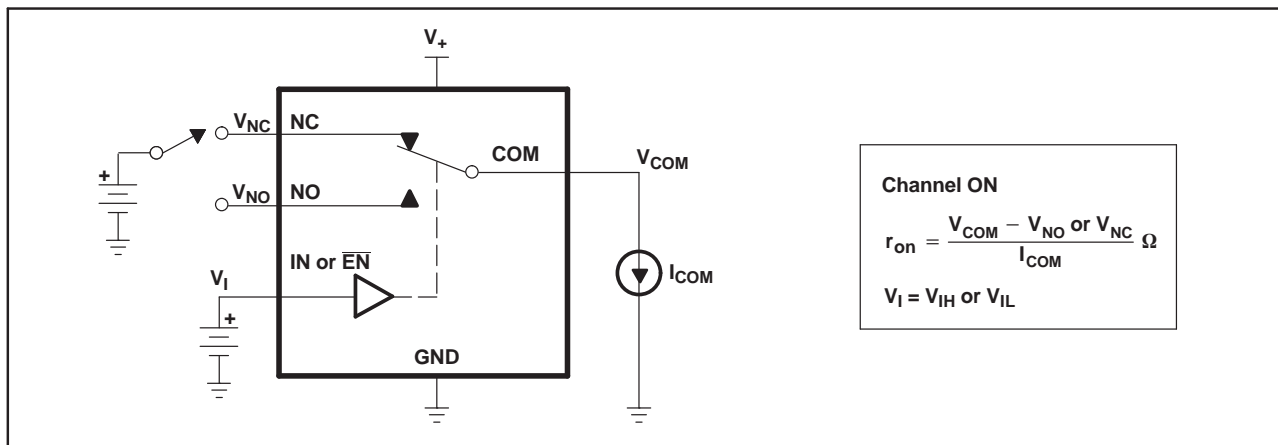 V+
VNC NC
COM
VCOM
+
VNO NO
IN or EN
VI
+
ICOM
GND
Channel ON
ron = VCOM − VNO or VNC / ICOM Ω
VI = VIH or VIL